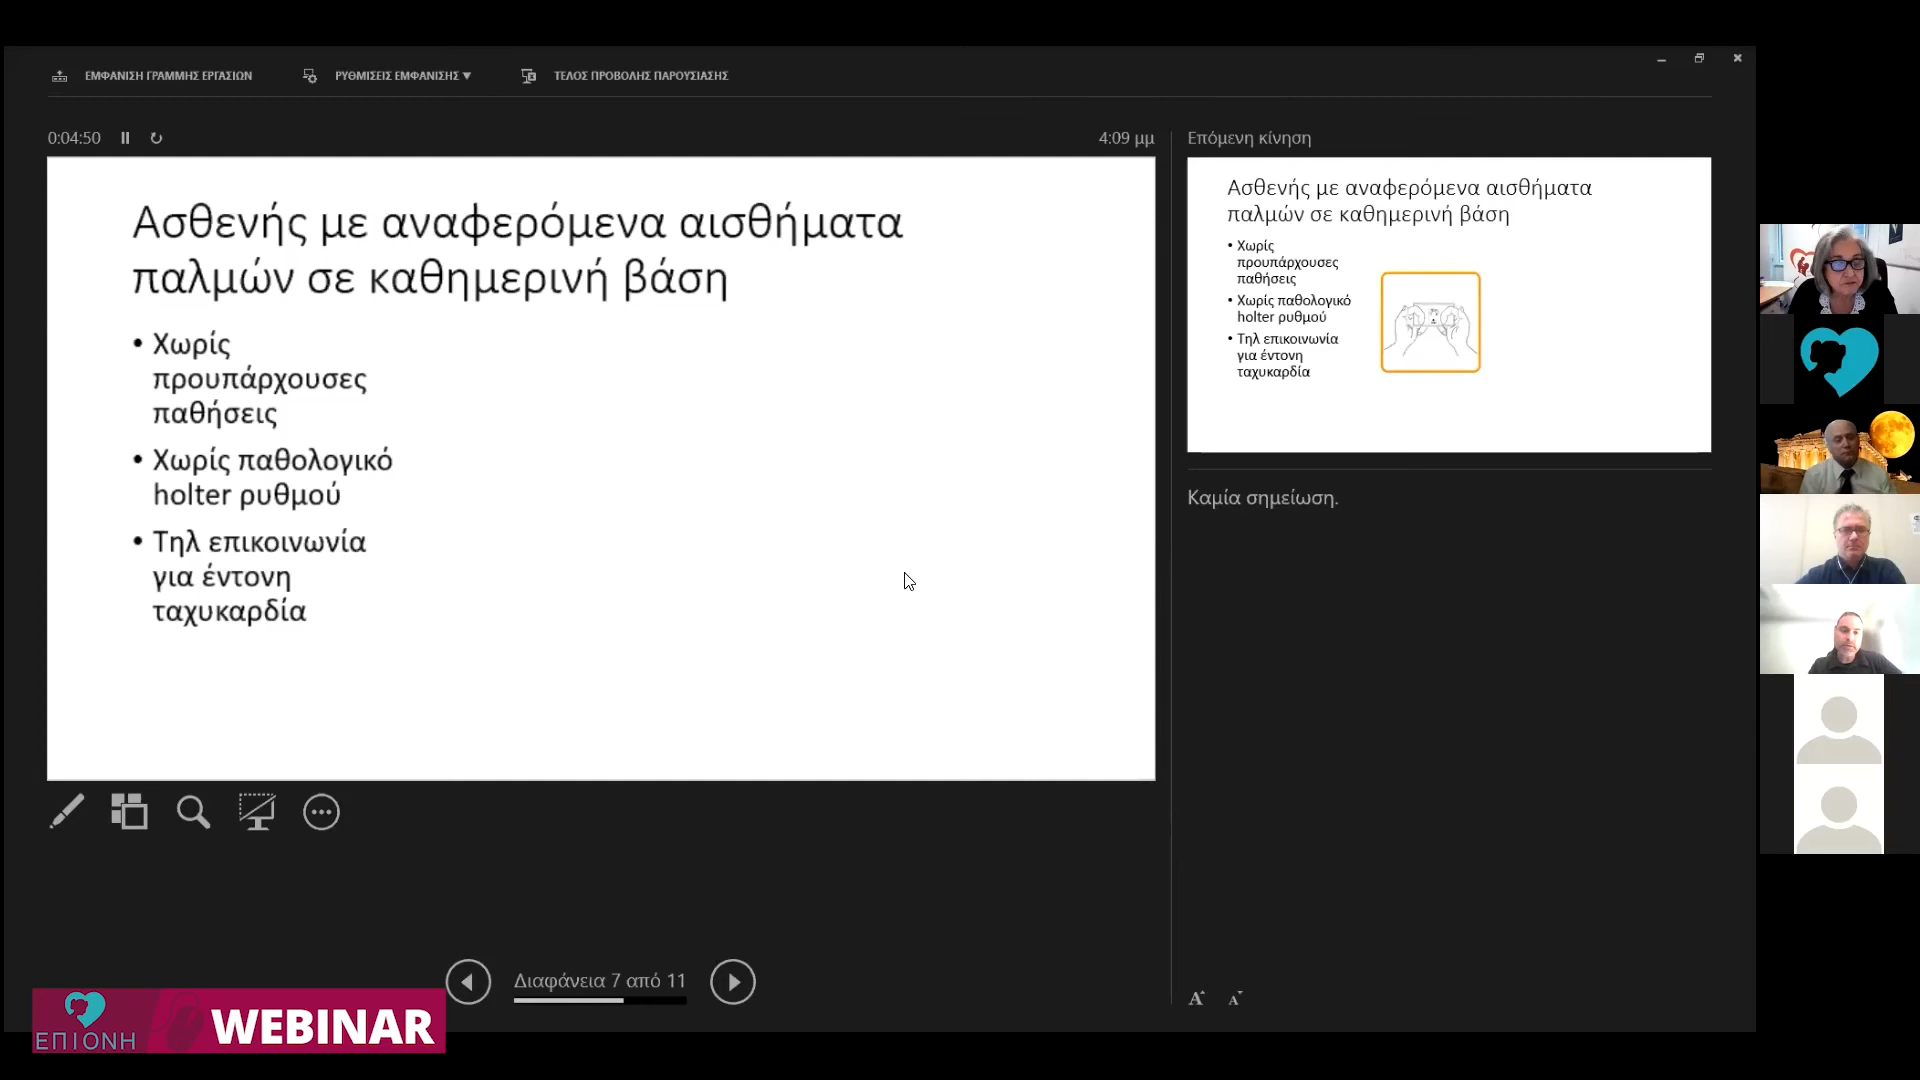 ΕΜΦΑΝΙΣΗ ΓΡΑΜΜΗΣ ΕΡΓΑΣΙΩΝ
ΡΥΘΜΙΣΕΙΣ ΕΜΦΑΝΙΣΗΣ ▼
ΤΕΛΟΣ ΠΡΟΒΟΛΗΣ ΠΑΡΟΥΣΙΑΣΗΣ
0:04:50
4:09 μμ
Ασθενής με αναφερόμενα αισθήματα
παλμών σε καθημερινή βάση
• Χωρίς
προυπάρχουσες
παθήσεις
• Χωρίς παθολογικό
holter ρυθμού
• Τηλ επικοινωνία
για έντονη
ταχυκαρδία
Επόμενη κίνηση
Ασθενής με αναφερόμενα αισθήματα
παλμών σε καθημερινή βάση
• Χωρίς
προυπάρχουσες
παθήσεις
• Χωρίς παθολογικό
holter ρυθμού
• Τηλ επικοινωνία
για έντονη
ταχυκαρδία
Καμία σημείωση.
Διαφάνεια 7 από 11
A A
ΕΠΙΟΝΗ
WEBINAR